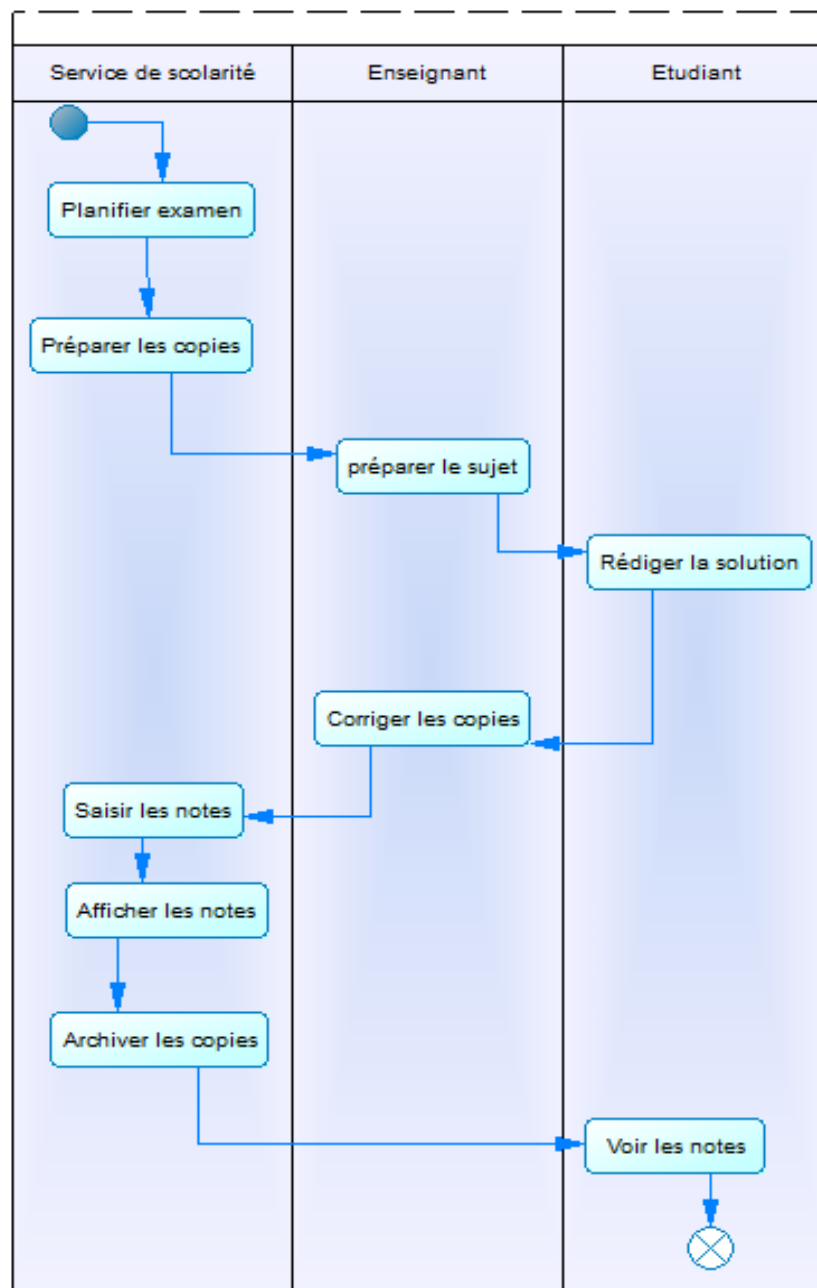 Service de scolarité
Enseignant
Etudiant
Planifier examen
Préparer les copies
préparer le sujet
Rédiger la solution
Corriger les copies
Saisir les notes
Afficher les notes
Archiver les copies
Voir les notes